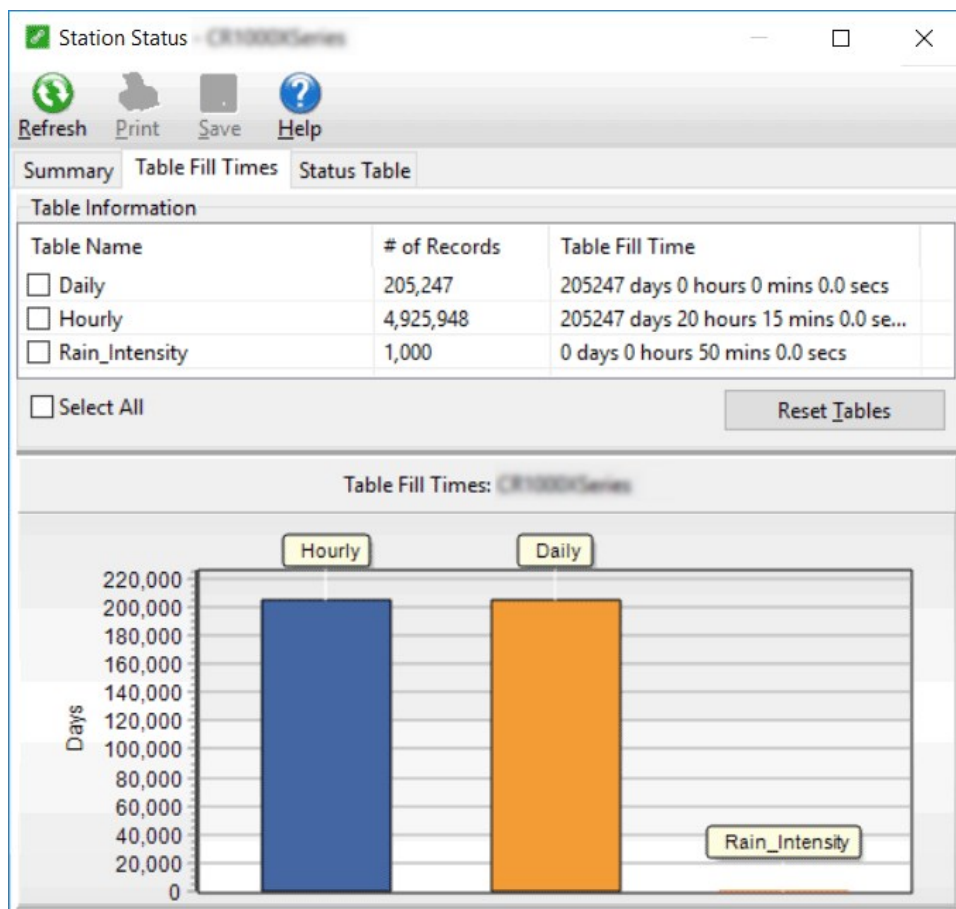 Station Status -
Refresh Print Save Help
Summary Table Fill Times Status Table
Table Information
Table Name # of Records Table Fill Time
Daily 205,247 205247 days 0 hours 0 mins 0.0 secs
Hourly 4,925,948 205247 days 20 hours 15 mins 0.0 se...
Rain_Intensity 1,000 0 days 0 hours 50 mins 0.0 secs
Select All Reset Tables
Table Fill Times:
Hourly Daily
220,000
200,000
180,000
160,000
140,000
120,000
100,000
80,000
60,000
40,000
20,000
0
Days
Rain_Intensity